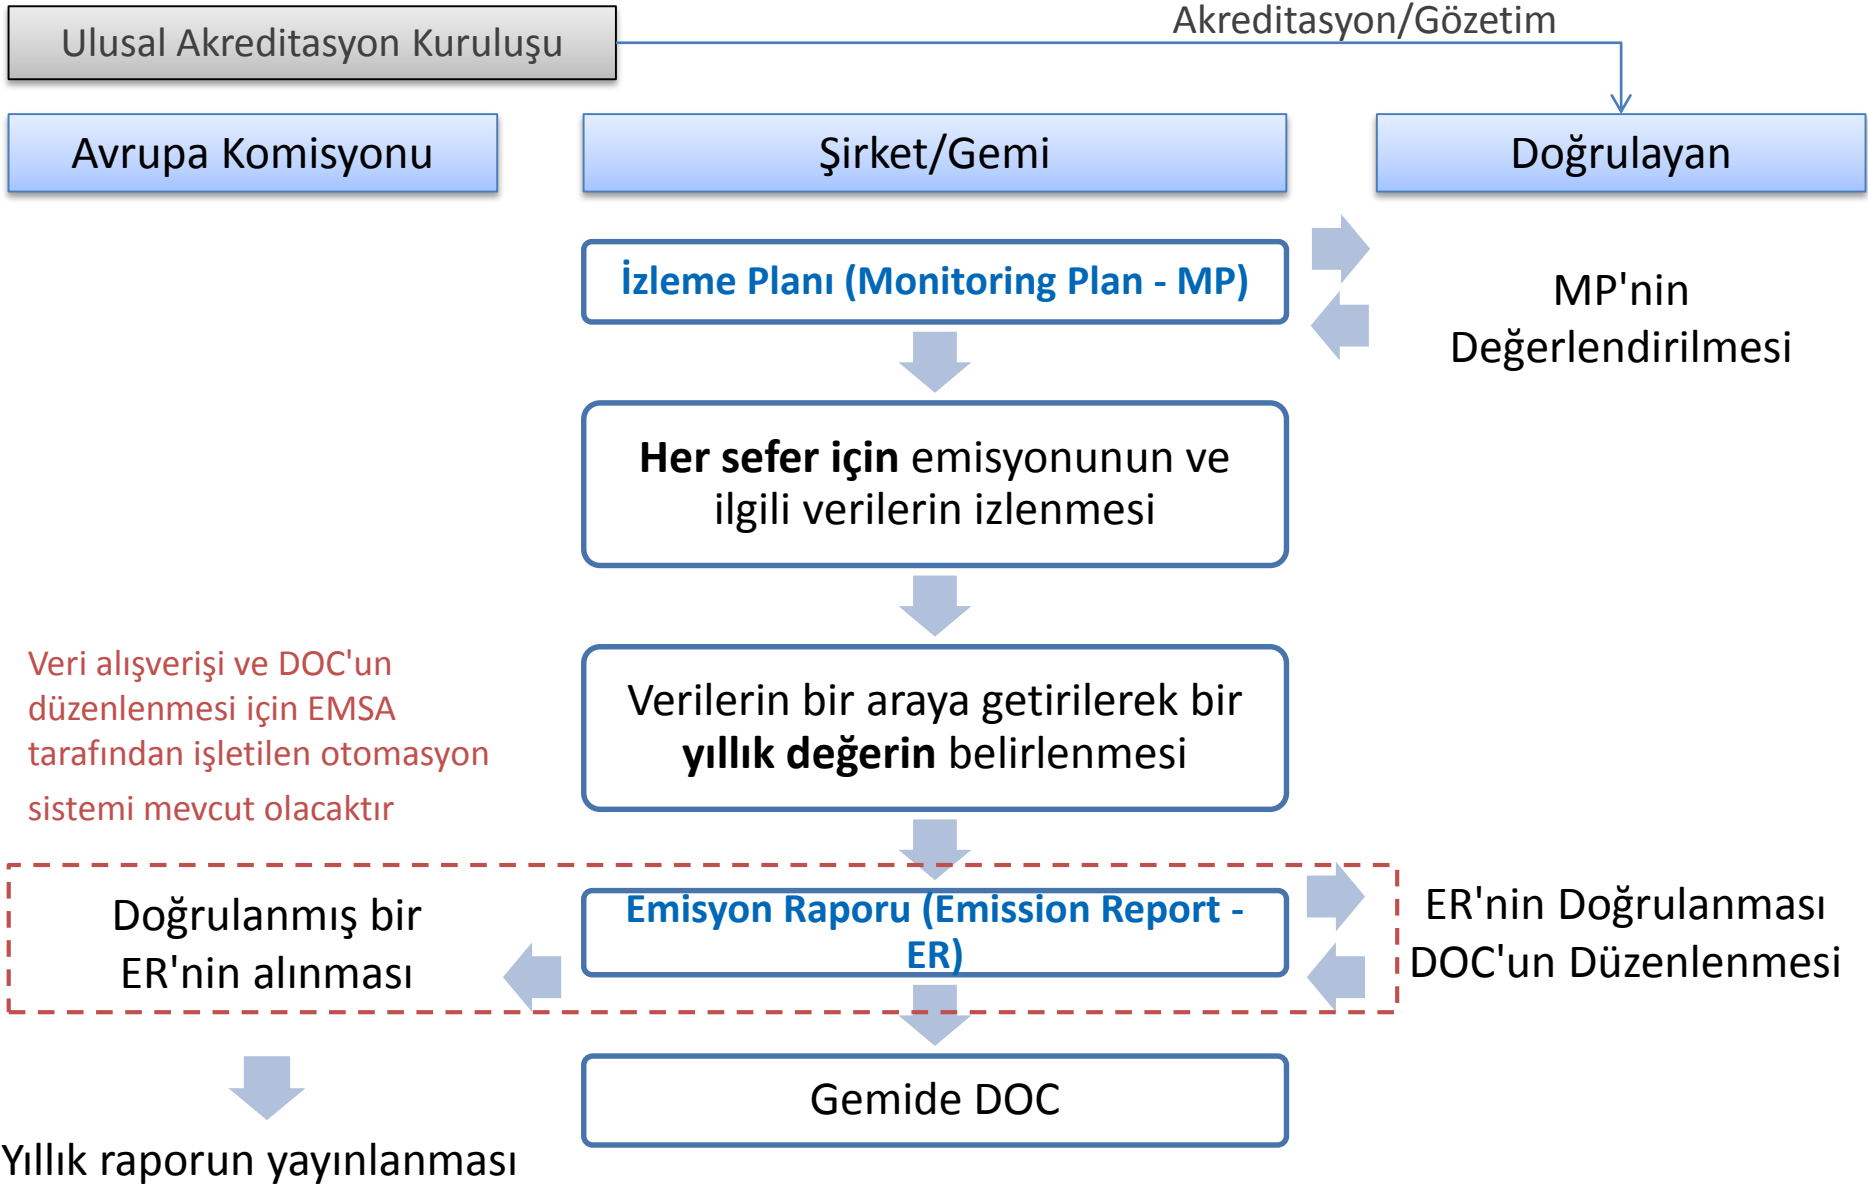 Ulusal Akreditasyon Kuruluşu
Akreditasyon/Gözetim
Avrupa Komisyonu
Şirket/Gemi
Doğrulayan
İzleme Planı (Monitoring Plan - MP)
MP'nin
Değerlendirilmesi
Her sefer için emisyonunun ve
ilgili verilerin izlenmesi
Veri alışverişi ve DOC'un
düzenlenmesi için EMSA
tarafından işletilen otomasyon
sistemi mevcut olacaktır
Verilerin bir araya getirilerek bir
yıllık değerin belirlenmesi
Doğrulanmış bir
ER'nin alınması
Emisyon Raporu (Emission Report -
ER)
ER'nin Doğrulanması
DOC'un Düzenlenmesi
Gemide DOC
Yıllık raporun yayınlanması